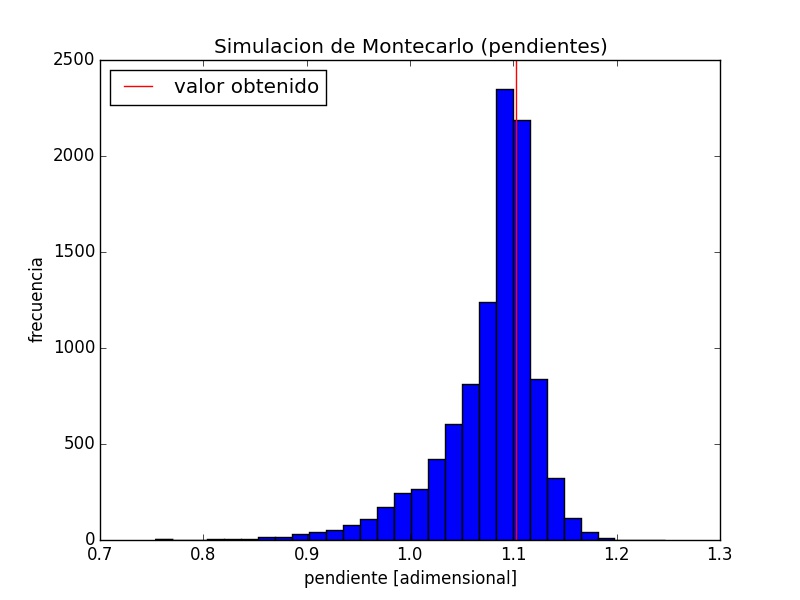 Simulacion de Montecarlo (pendientes)
valor obtenido
2500
2000
1500
1000
500
0
frecuencia
0.7 0.8 0.9 1.0 1.1 1.2 1.3
pendiente [adimensional]